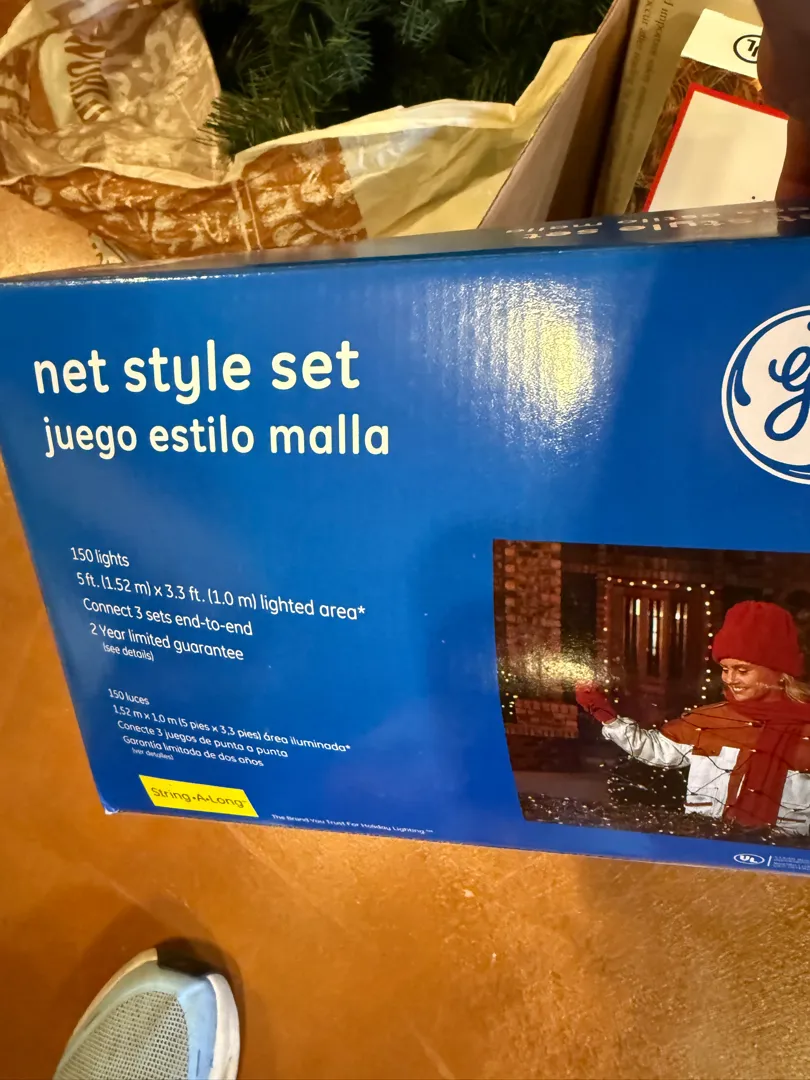 net style set
juego estilo malla
150 lights
5 ft. (1.52 m) x 3.3 ft. (1.0 m) lighted area*
Connect 3 sets end-to-end
2 Year limited guarantee
(see details)
150 luces
1.52 m x 1.0 m (5 pies x 3.3 pies) área iluminada*
Conecte 3 juegos de punta a punta
Garantía limitada de dos años
(ver detalles)
String•A•Long™
The Brand You Trust For Holiday Lighting™
UL